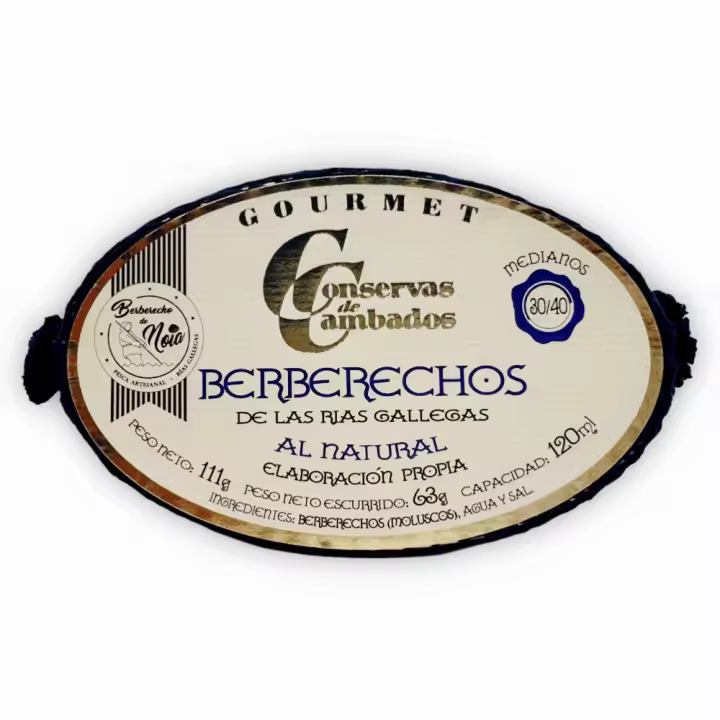 GOURMET
Conservas
de
Cambados
MEDIANOS
30/40
Berberecho
de
Noia
PESCA ARTESANAL · RÍAS GALLEGAS
BERBERECHOS
DE LAS RIAS GALLEGAS
AL NATURAL
ELABORACIÓN PROPIA
PESO NETO: 111g PESO NETO ESCURRIDO: 63g CAPACIDAD: 120ml
INGREDIENTES: BERBERECHOS (MOLUSCOS), AGUA Y SAL